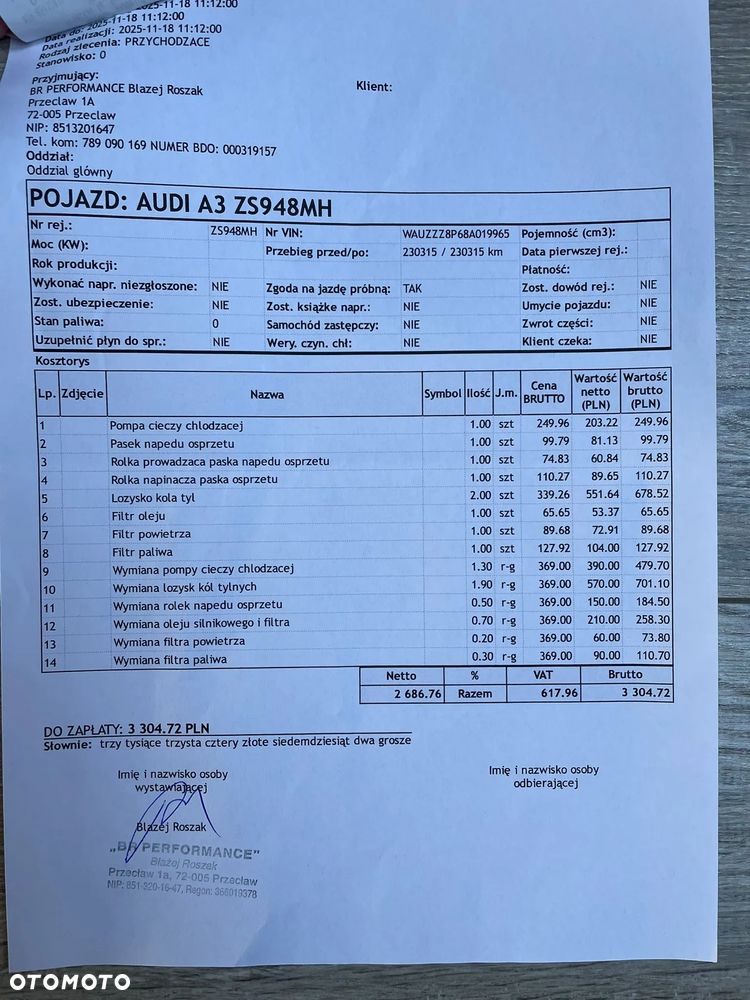 2025-11-18 11:12:00
Data do: 2025-11-18 11:12:00
Data realizacji: 2025-11-18 11:12:00
Rodzaj zlecenia: PRZYCHODZACE
Stanowisko: 0
Przyjmujący:
BR PERFORMANCE Blazej Roszak
Klient:
Przeclaw 1A
72-005 Przeclaw
NIP: 8513201647
Tel. kom: 789 090 169 NUMER BDO: 000319157
Oddział:
Oddzial główny
POJAZD: AUDI A3 ZS948MH
Nr rej.: ZS948MH Nr VIN: WAUZZZ8P68A019965 Pojemność (cm3):
Moc (KW): Przebieg przed/po: 230315 / 230315 km Data pierwszej rej.:
Rok produkcji: Płatność:
Wykonać napr. niezgłoszone: NIE Zgoda na jazdę próbną: TAK Zost. dowód rej.: NIE
Zost. ubezpieczenie: NIE Zost. książke napr.: NIE Umycie pojazdu: NIE
Stan paliwa: 0 Samochód zastępczy: NIE Zwrot części: NIE
Uzupełnić płyn do spr.: NIE Wery. czyn. chł: NIE Klient czeka: NIE
Kosztorys
Lp. Zdjęcie Nazwa Symbol Ilość J.m. Cena BRUTTO Wartość netto (PLN) Wartość brutto (PLN)
1 Pompa cieczy chlodzacej 1.00 szt 249.96 203.22 249.96
2 Pasek napedu osprzetu 1.00 szt 99.79 81.13 99.79
3 Rolka prowadzaca paska napedu osprzetu 1.00 szt 74.83 60.84 74.83
4 Rolka napinacza paska osprzetu 1.00 szt 110.27 89.65 110.27
5 Lozysko kola tyl 2.00 szt 339.26 551.64 678.52
6 Filtr oleju 1.00 szt 65.65 53.37 65.65
7 Filtr powietrza 1.00 szt 89.68 72.91 89.68
8 Filtr paliwa 1.00 szt 127.92 104.00 127.92
9 Wymiana pompy cieczy chlodzacej 1.30 r-g 369.00 390.00 479.70
10 Wymiana lozysk kól tylnych 1.90 r-g 369.00 570.00 701.10
11 Wymiana rolek napedu osprzetu 0.50 r-g 369.00 150.00 184.50
12 Wymiana oleju silnikowego i filtra 0.70 r-g 369.00 210.00 258.30
13 Wymiana filtra powietrza 0.20 r-g 369.00 60.00 73.80
14 Wymiana filtra paliwa 0.30 r-g 369.00 90.00 110.70
Netto % VAT Brutto
2 686.76 Razem 617.96 3 304.72
DO ZAPŁATY: 3 304.72 PLN
Słownie: trzy tysiące trzysta cztery złote siedemdziesiąt dwa grosze
Imię i nazwisko osoby wystawiającej
Imię i nazwisko osoby odbierającej
Blazej Roszak
„BR PERFORMANCE"
Błażej Roszak
Przecław 1a, 72-005 Przecław
NIP: 851-320-16-47, Regon: 366019378
OTOMOTO